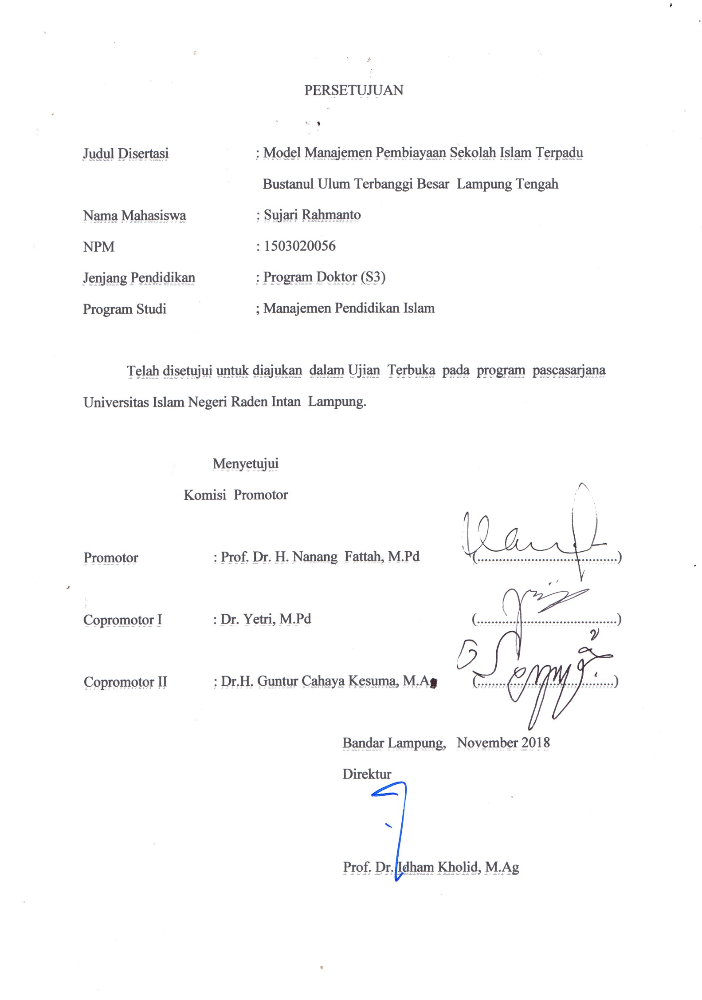 PERSETUJUAN
Judul Disertasi : Model Manajemen Pembiayaan Sekolah Islam Terpadu
Bustanul Ulum Terbanggi Besar Lampung Tengah
Nama Mahasiswa : Sujari Rahmanto
NPM : 1503020056
Jenjang Pendidikan : Program Doktor (S3)
Program Studi ; Manajemen Pendidikan Islam
Telah disetujui untuk diajukan dalam Ujian Terbuka pada program pascasarjana
Universitas Islam Negeri Raden Intan Lampung.
Menyetujui
Komisi Promotor
Promotor : Prof. Dr. H. Nanang Fattah, M.Pd (.......................................)
Copromotor I : Dr. Yetri, M.Pd (.......................................)
Copromotor II : Dr.H. Guntur Cahaya Kesuma, M.Ag (.......................................)
Bandar Lampung, November 2018
Direktur
Prof. Dr. Idham Kholid, M.Ag